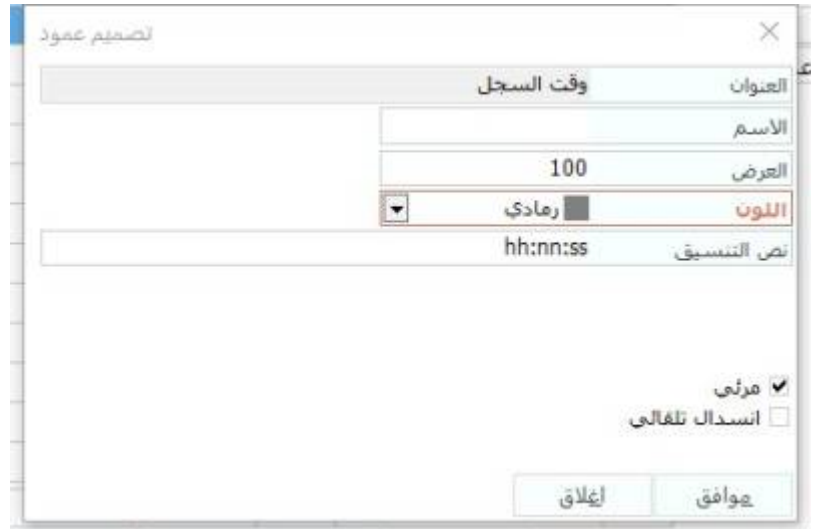 تصميم عمود
العنوان وقت السجل
الاسم
العرض 100
اللون رمادي
نص التنسيق hh:nn:ss
مرئي
انسدال تلقائي
موافق إغلاق